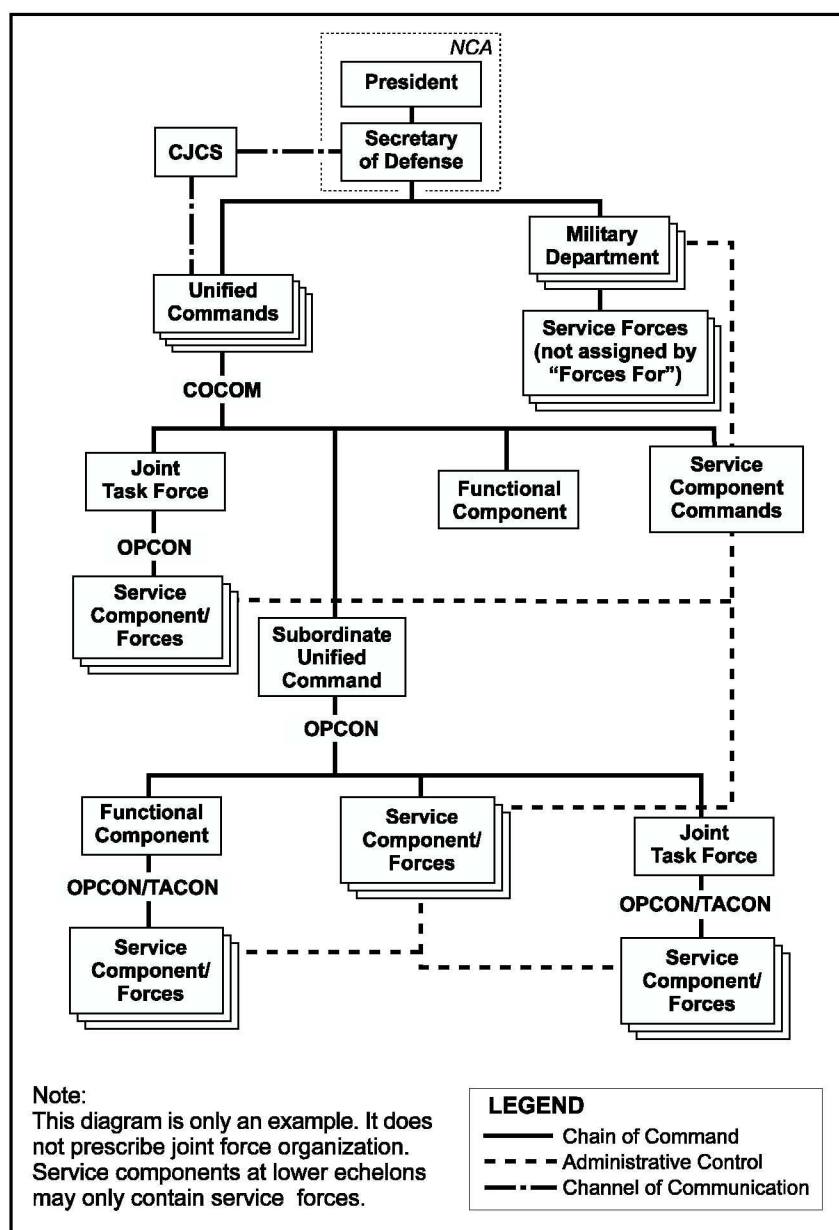 NCA
President
Secretary
of Defense
CJCS
Military
Department
Unified
Commands
Service Forces
(not assigned by
“Forces For”)
COCOM
Joint
Task Force
Functional
Component
Service
Component
Commands
OPCON
Service
Component/
Forces
Subordinate
Unified
Command
OPCON
Functional
Component
Service
Component/
Forces
Joint
Task Force
OPCON/TACON
OPCON/TACON
Service
Component/
Forces
Service
Component/
Forces
Note:
This diagram is only an example. It does
not prescribe joint force organization.
Service components at lower echelons
may only contain service forces.
LEGEND
Chain of Command
Administrative Control
Channel of Communication